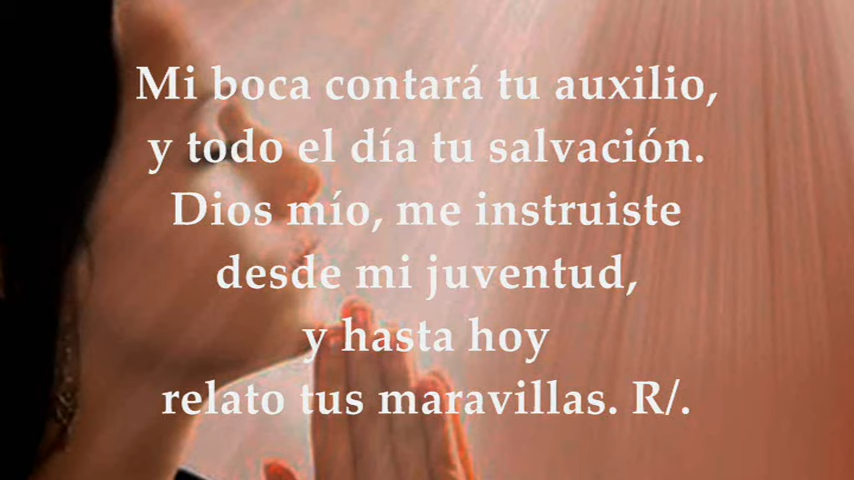 Mi boca contará tu auxilio,
y todo el día tu salvación.
Dios mío, me instruiste
desde mi juventud,
y hasta hoy
relato tus maravillas. R/.